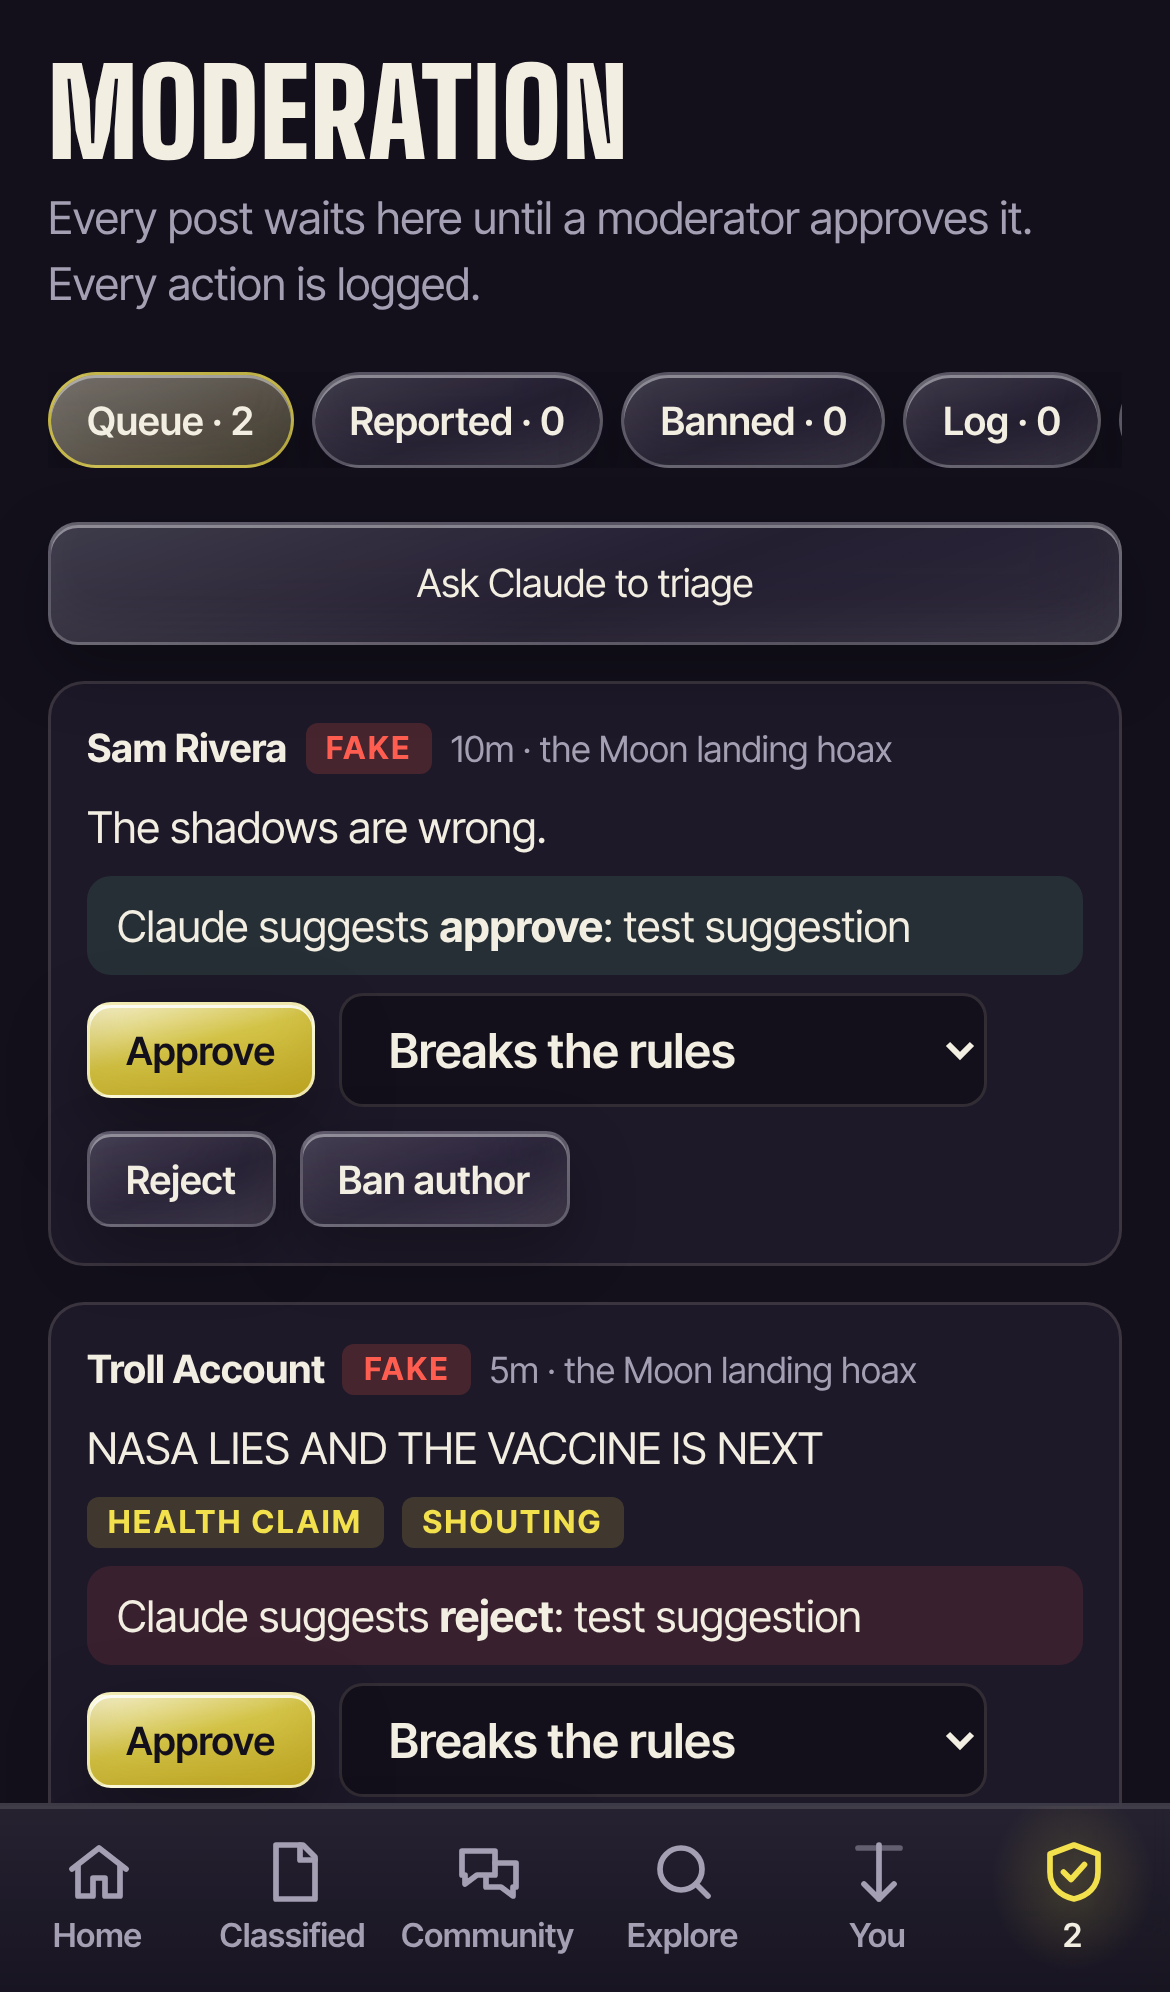 MODERATION
Every post waits here until a moderator approves it.
Every action is logged.
Queue · 2
Reported · 0
Banned · 0
Log · 0
Ask Claude to triage
Sam Rivera FAKE 10m · the Moon landing hoax
The shadows are wrong.
Claude suggests approve: test suggestion
Approve
Breaks the rules
Reject
Ban author
Troll Account FAKE 5m · the Moon landing hoax
NASA LIES AND THE VACCINE IS NEXT
HEALTH CLAIM
SHOUTING
Claude suggests reject: test suggestion
Approve
Breaks the rules
Home
Classified
Community
Explore
You
2